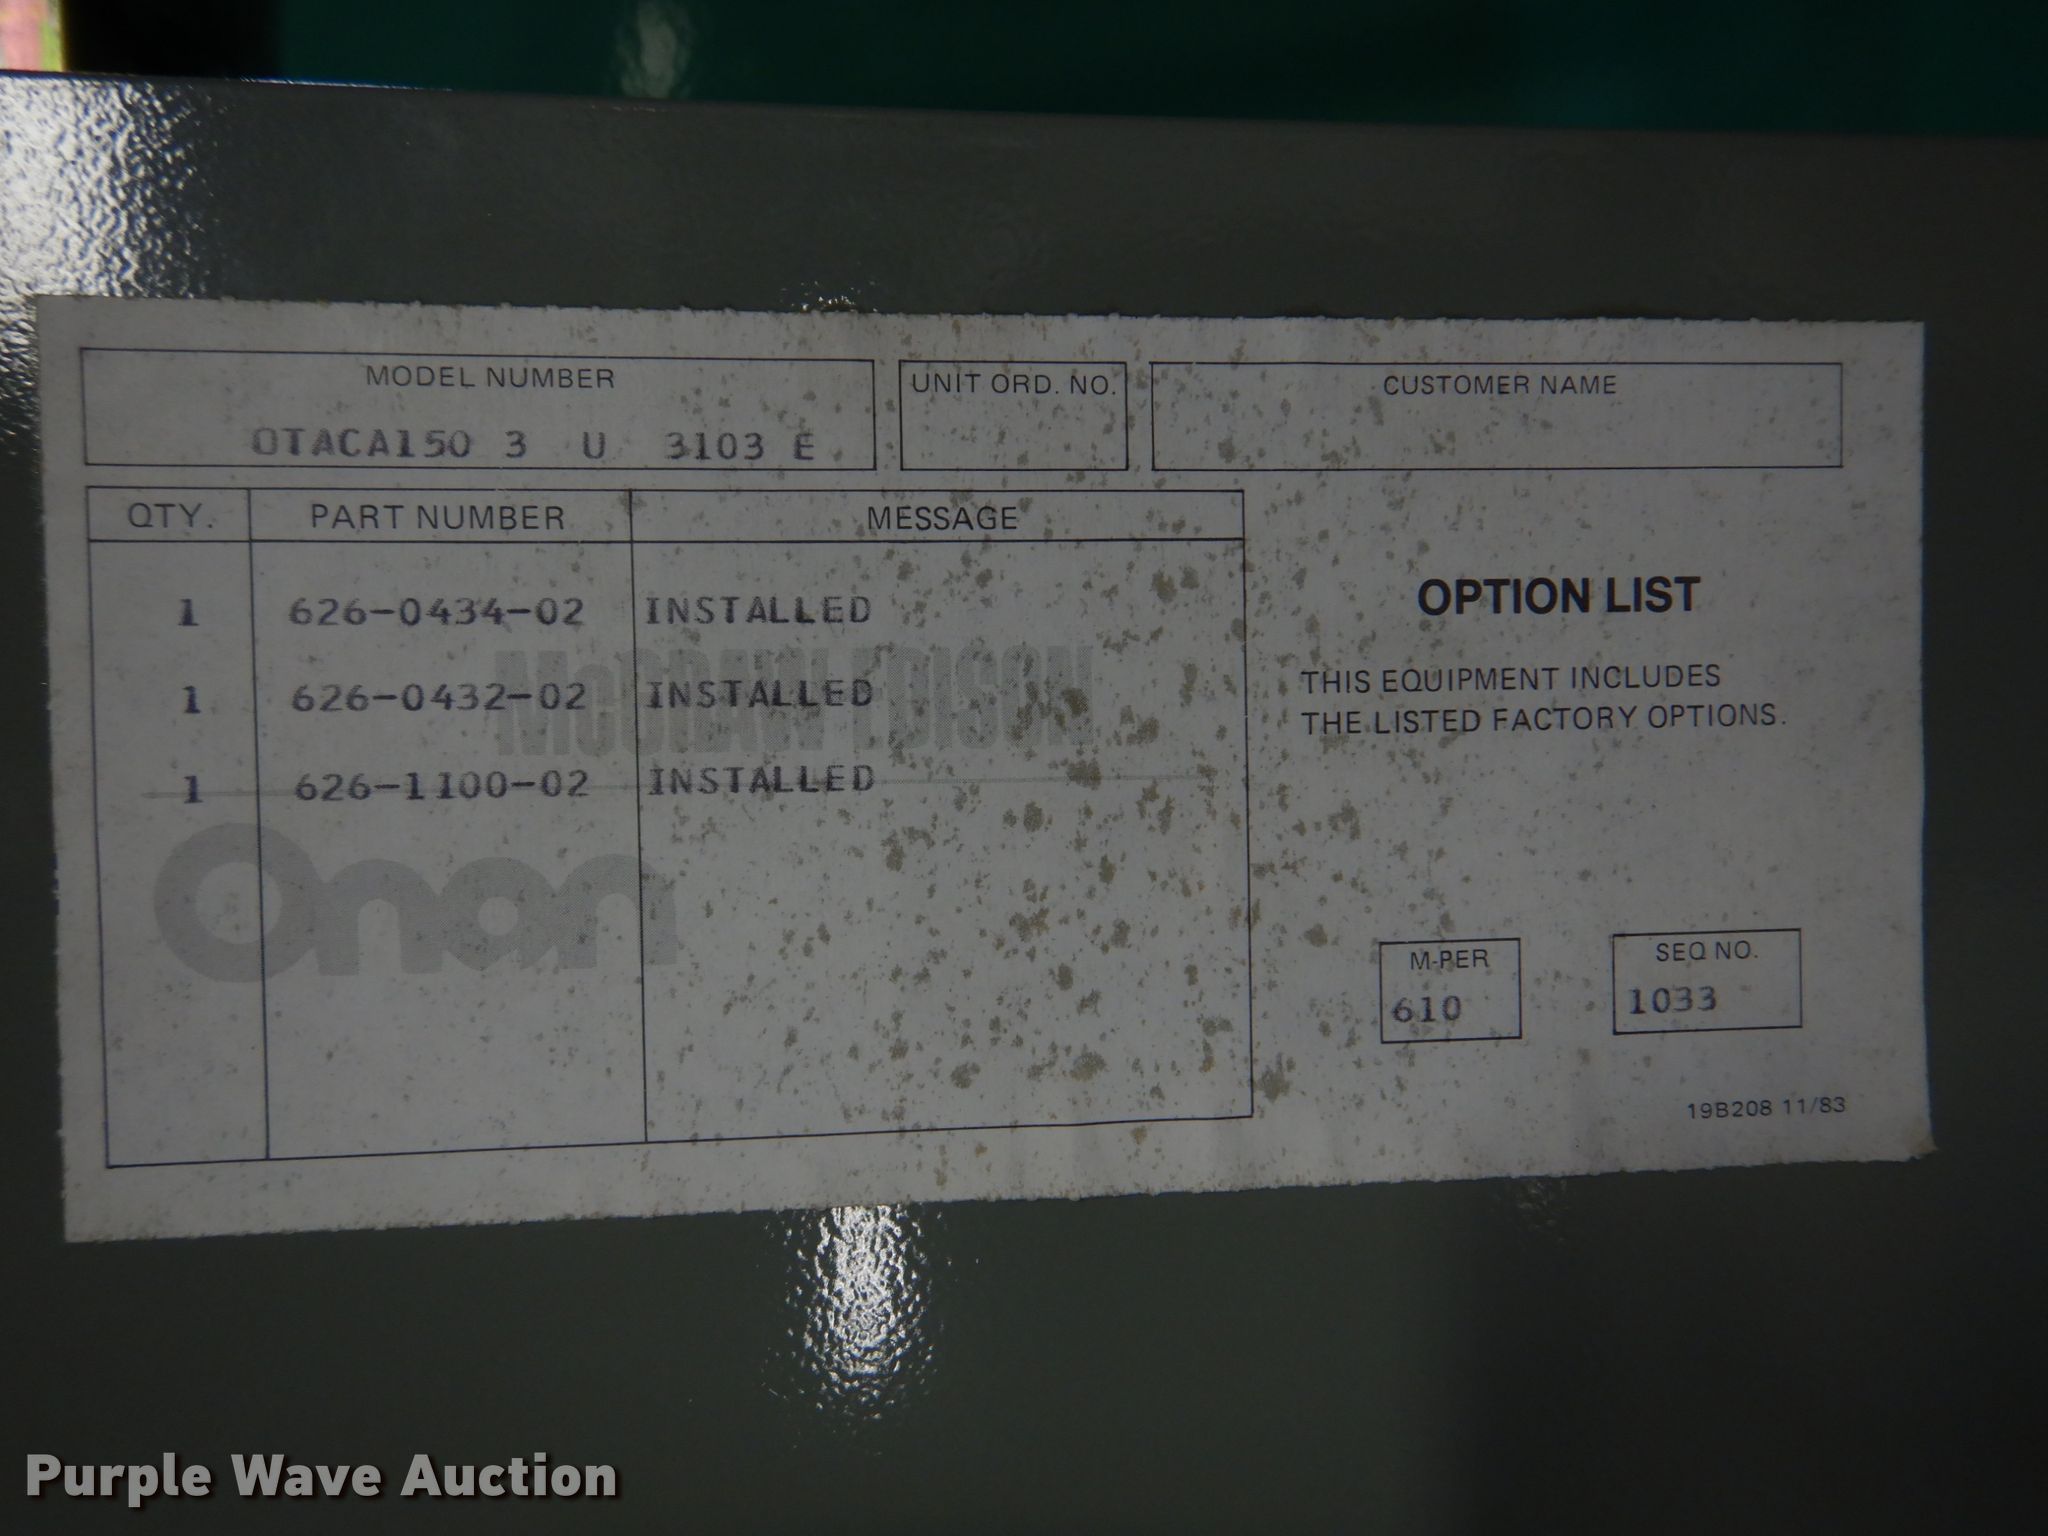 MODEL NUMBER
OTACA150 3 U 3103 E
UNIT ORD. NO.
CUSTOMER NAME
QTY. PART NUMBER MESSAGE
1 626-0434-02 INSTALLED
1 626-0432-02 INSTALLED
1 626-1100-02 INSTALLED
McGRAW-EDISON
Onan
OPTION LIST
THIS EQUIPMENT INCLUDES
THE LISTED FACTORY OPTIONS.
M-PER
610
SEQ NO.
1033
19B208 11/83
Purple Wave Auction